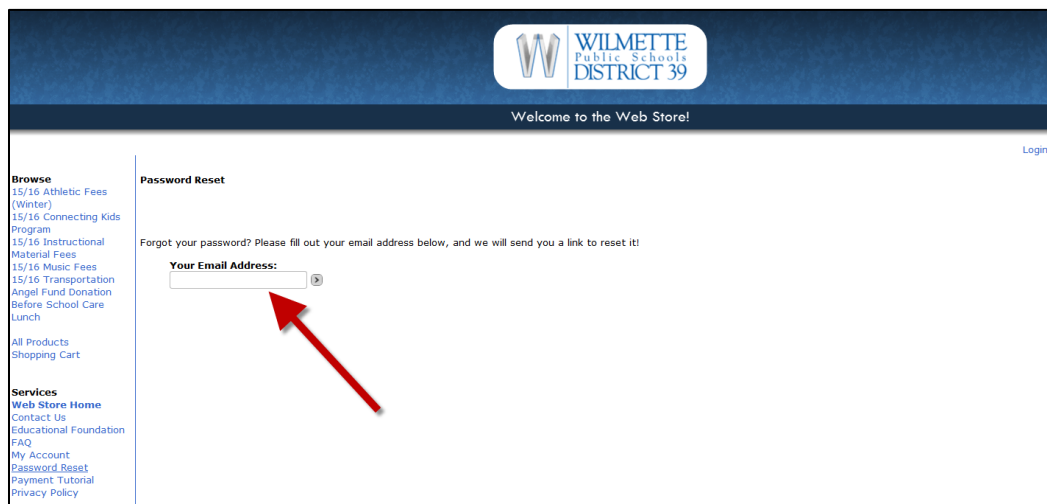 WILMETTE
Public Schools
DISTRICT 39
Welcome to the Web Store!
Login
Browse
15/16 Athletic Fees
(Winter)
15/16 Connecting Kids
Program
15/16 Instructional
Material Fees
15/16 Music Fees
15/16 Transportation
Angel Fund Donation
Before School Care
Lunch
All Products
Shopping Cart
Services
Web Store Home
Contact Us
Educational Foundation
FAQ
My Account
Password Reset
Payment Tutorial
Privacy Policy
Password Reset
Forgot your password? Please fill out your email address below, and we will send you a link to reset it!
Your Email Address: